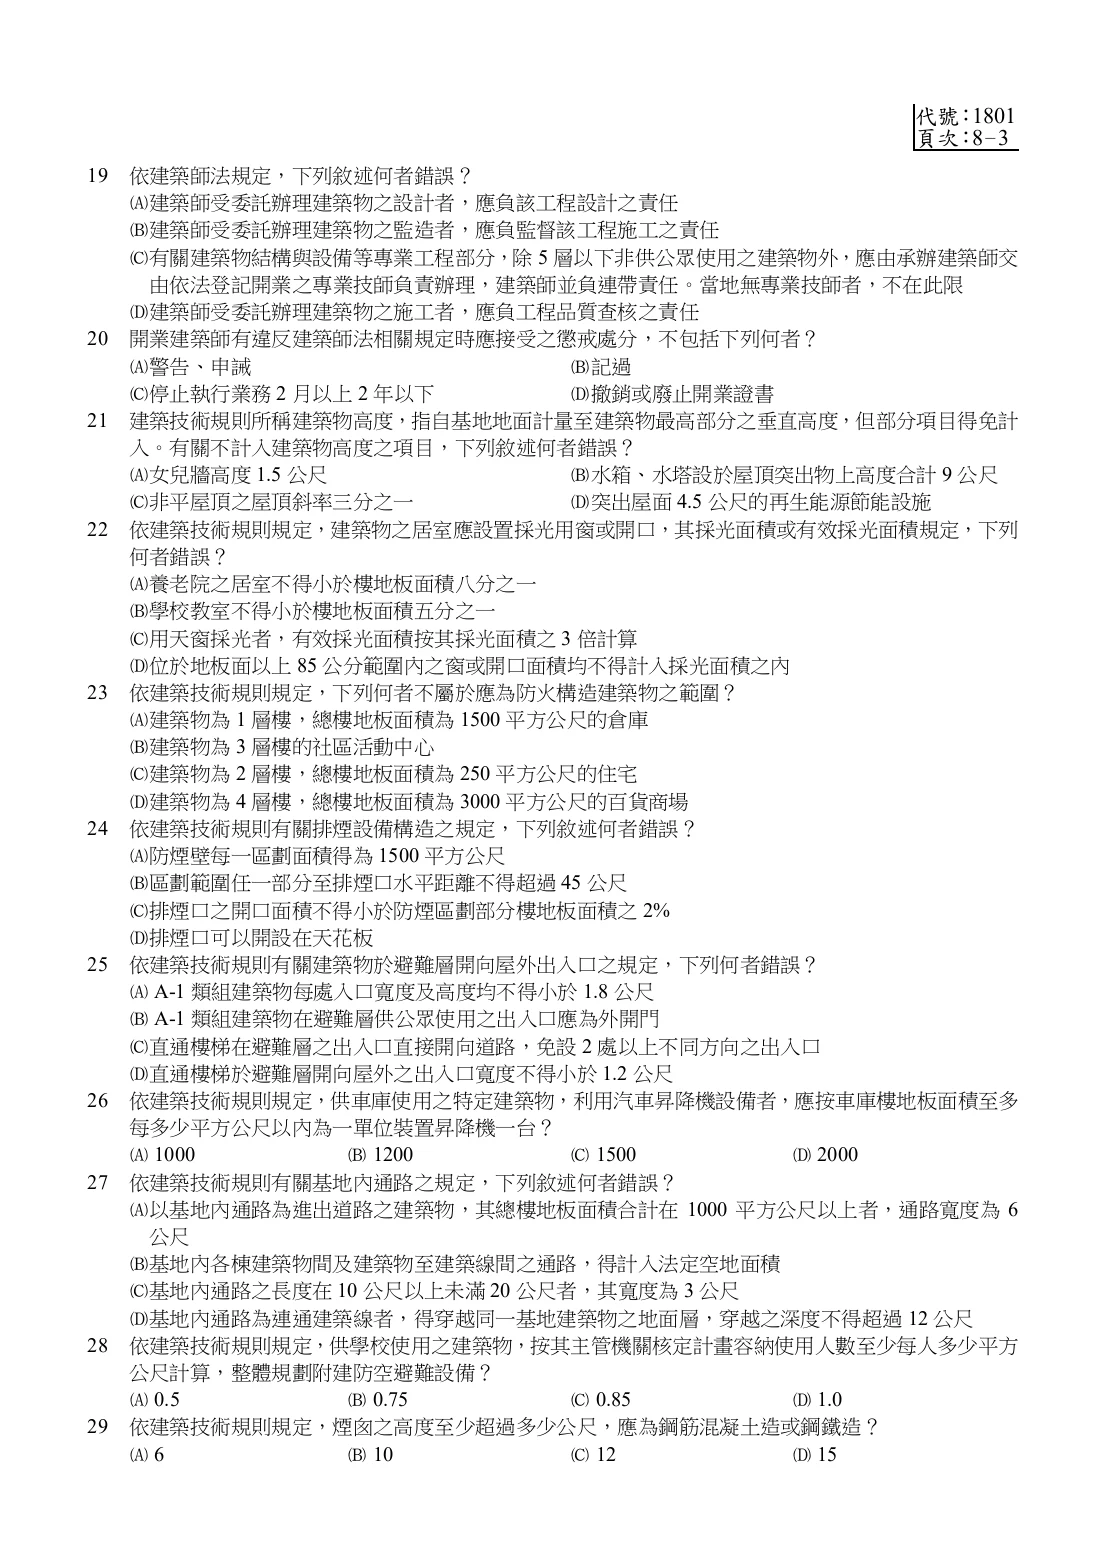 代號：1801
頁次：8－3
19 依建築師法規定，下列敘述何者錯誤？
(A)建築師受委託辦理建築物之設計者，應負該工程設計之責任
(B)建築師受委託辦理建築物之監造者，應負監督該工程施工之責任
(C)有關建築物結構與設備等專業工程部分，除 5 層以下非供公眾使用之建築物外，應由承辦建築師交
由依法登記開業之專業技師負責辦理，建築師並負連帶責任。當地無專業技師者，不在此限
(D)建築師受委託辦理建築物之施工者，應負工程品質查核之責任
20 開業建築師有違反建築師法相關規定時應接受之懲戒處分，不包括下列何者？
(A)警告、申誡 (B)記過
(C)停止執行業務 2 月以上 2 年以下 (D)撤銷或廢止開業證書
21 建築技術規則所稱建築物高度，指自基地地面計量至建築物最高部分之垂直高度，但部分項目得免計
入。有關不計入建築物高度之項目，下列敘述何者錯誤？
(A)女兒牆高度 1.5 公尺 (B)水箱、水塔設於屋頂突出物上高度合計 9 公尺
(C)非平屋頂之屋頂斜率三分之一 (D)突出屋面 4.5 公尺的再生能源節能設施
22 依建築技術規則規定，建築物之居室應設置採光用窗或開口，其採光面積或有效採光面積規定，下列
何者錯誤？
(A)養老院之居室不得小於樓地板面積八分之一
(B)學校教室不得小於樓地板面積五分之一
(C)用天窗採光者，有效採光面積按其採光面積之 3 倍計算
(D)位於地板面以上 85 公分範圍內之窗或開口面積均不得計入採光面積之內
23 依建築技術規則規定，下列何者不屬於應為防火構造建築物之範圍？
(A)建築物為 1 層樓，總樓地板面積為 1500 平方公尺的倉庫
(B)建築物為 3 層樓的社區活動中心
(C)建築物為 2 層樓，總樓地板面積為 250 平方公尺的住宅
(D)建築物為 4 層樓，總樓地板面積為 3000 平方公尺的百貨商場
24 依建築技術規則有關排煙設備構造之規定，下列敘述何者錯誤？
(A)防煙壁每一區劃面積得為 1500 平方公尺
(B)區劃範圍任一部分至排煙口水平距離不得超過 45 公尺
(C)排煙口之開口面積不得小於防煙區劃部分樓地板面積之 2%
(D)排煙口可以開設在天花板
25 依建築技術規則有關建築物於避難層開向屋外出入口之規定，下列何者錯誤？
(A) A-1 類組建築物每處入口寬度及高度均不得小於 1.8 公尺
(B) A-1 類組建築物在避難層供公眾使用之出入口應為外開門
(C)直通樓梯在避難層之出入口直接開向道路，免設 2 處以上不同方向之出入口
(D)直通樓梯於避難層開向屋外之出入口寬度不得小於 1.2 公尺
26 依建築技術規則規定，供車庫使用之特定建築物，利用汽車昇降機設備者，應按車庫樓地板面積至多
每多少平方公尺以內為一單位裝置昇降機一台？
(A) 1000 (B) 1200 (C) 1500 (D) 2000
27 依建築技術規則有關基地內通路之規定，下列敘述何者錯誤？
(A)以基地內通路為進出道路之建築物，其總樓地板面積合計在 1000 平方公尺以上者，通路寬度為 6
公尺
(B)基地內各棟建築物間及建築物至建築線間之通路，得計入法定空地面積
(C)基地內通路之長度在 10 公尺以上未滿 20 公尺者，其寬度為 3 公尺
(D)基地內通路為連通建築線者，得穿越同一基地建築物之地面層，穿越之深度不得超過 12 公尺
28 依建築技術規則規定，供學校使用之建築物，按其主管機關核定計畫容納使用人數至少每人多少平方
公尺計算，整體規劃附建防空避難設備？
(A) 0.5 (B) 0.75 (C) 0.85 (D) 1.0
29 依建築技術規則規定，煙囪之高度至少超過多少公尺，應為鋼筋混凝土造或鋼鐵造？
(A) 6 (B) 10 (C) 12 (D) 15